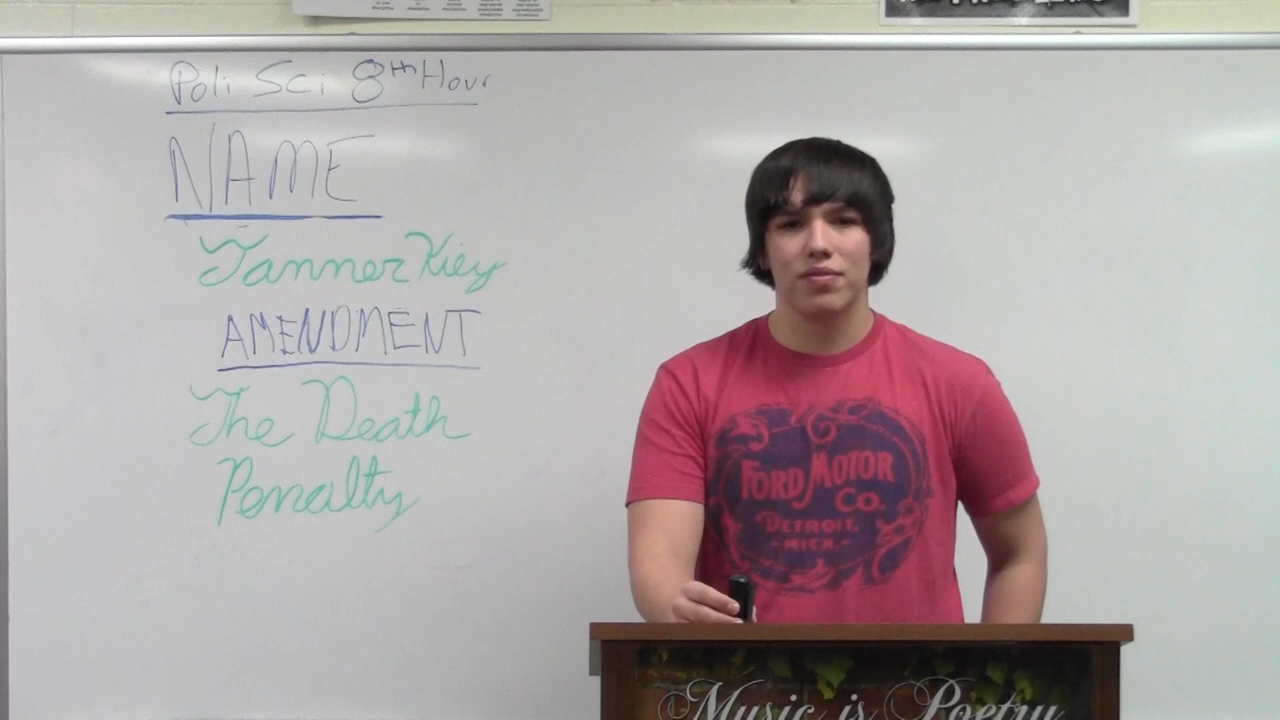 Poli Sci 8th Hour
NAME
Tanner Kiey
AMENDMENT
The Death
Penalty
FORD MOTOR
Co.
DETROIT,
- MICH. -
Music is Poetry